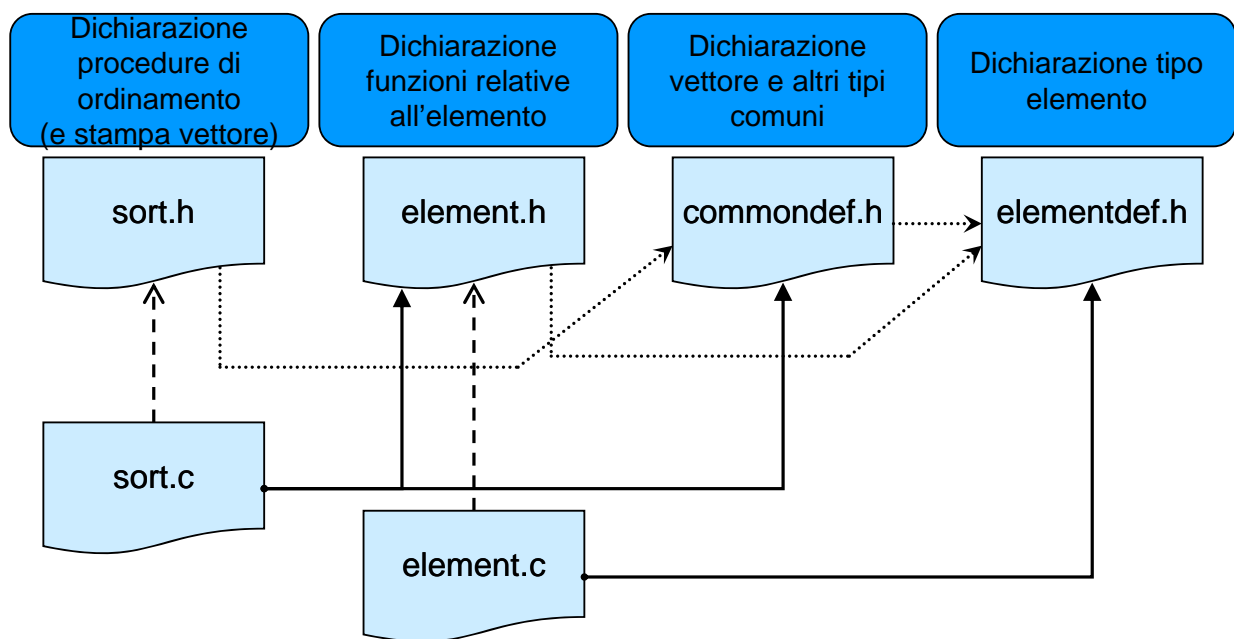 Dichiarazione
procedure di
ordinamento
(e stampa vettore)
Dichiarazione
funzioni relative
all’elemento
Dichiarazione
vettore e altri tipi
comuni
Dichiarazione tipo
elemento
sort.h
element.h
commondef.h
elementdef.h
sort.c
element.c